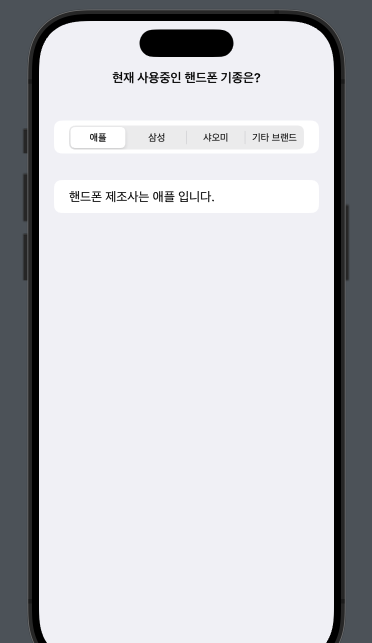 현재 사용중인 핸드폰 기종은?
애플 삼성 샤오미 기타 브랜드
핸드폰 제조사는 애플 입니다.